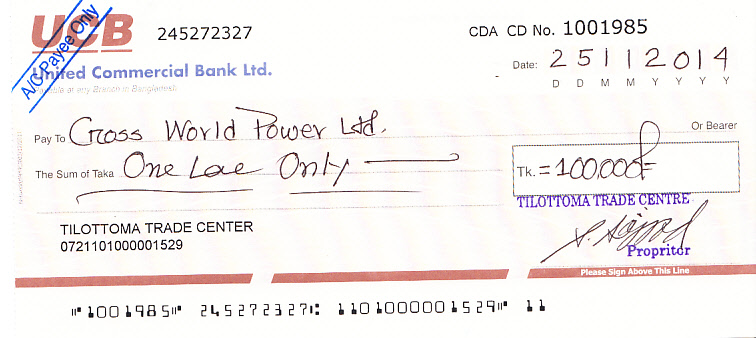 UCB
A/C Payee Only
245272327
CDA CD No. 1001985
United Commercial Bank Ltd.
Payable at any Branch in Bangladesh
Date: 25112014
D D M M Y Y Y Y
Pay To Cross World Power Ltd. Or Bearer
The Sum of Taka One Lac Only Tk. = 100,000/=
TILOTTOMA TRADE CENTRE
TILOTTOMA TRADE CENTER
0721101000001529
Propritor
Please Sign Above This Line
⑈1001985⑈ 245272327⑆ 1101000001529⑈ 11